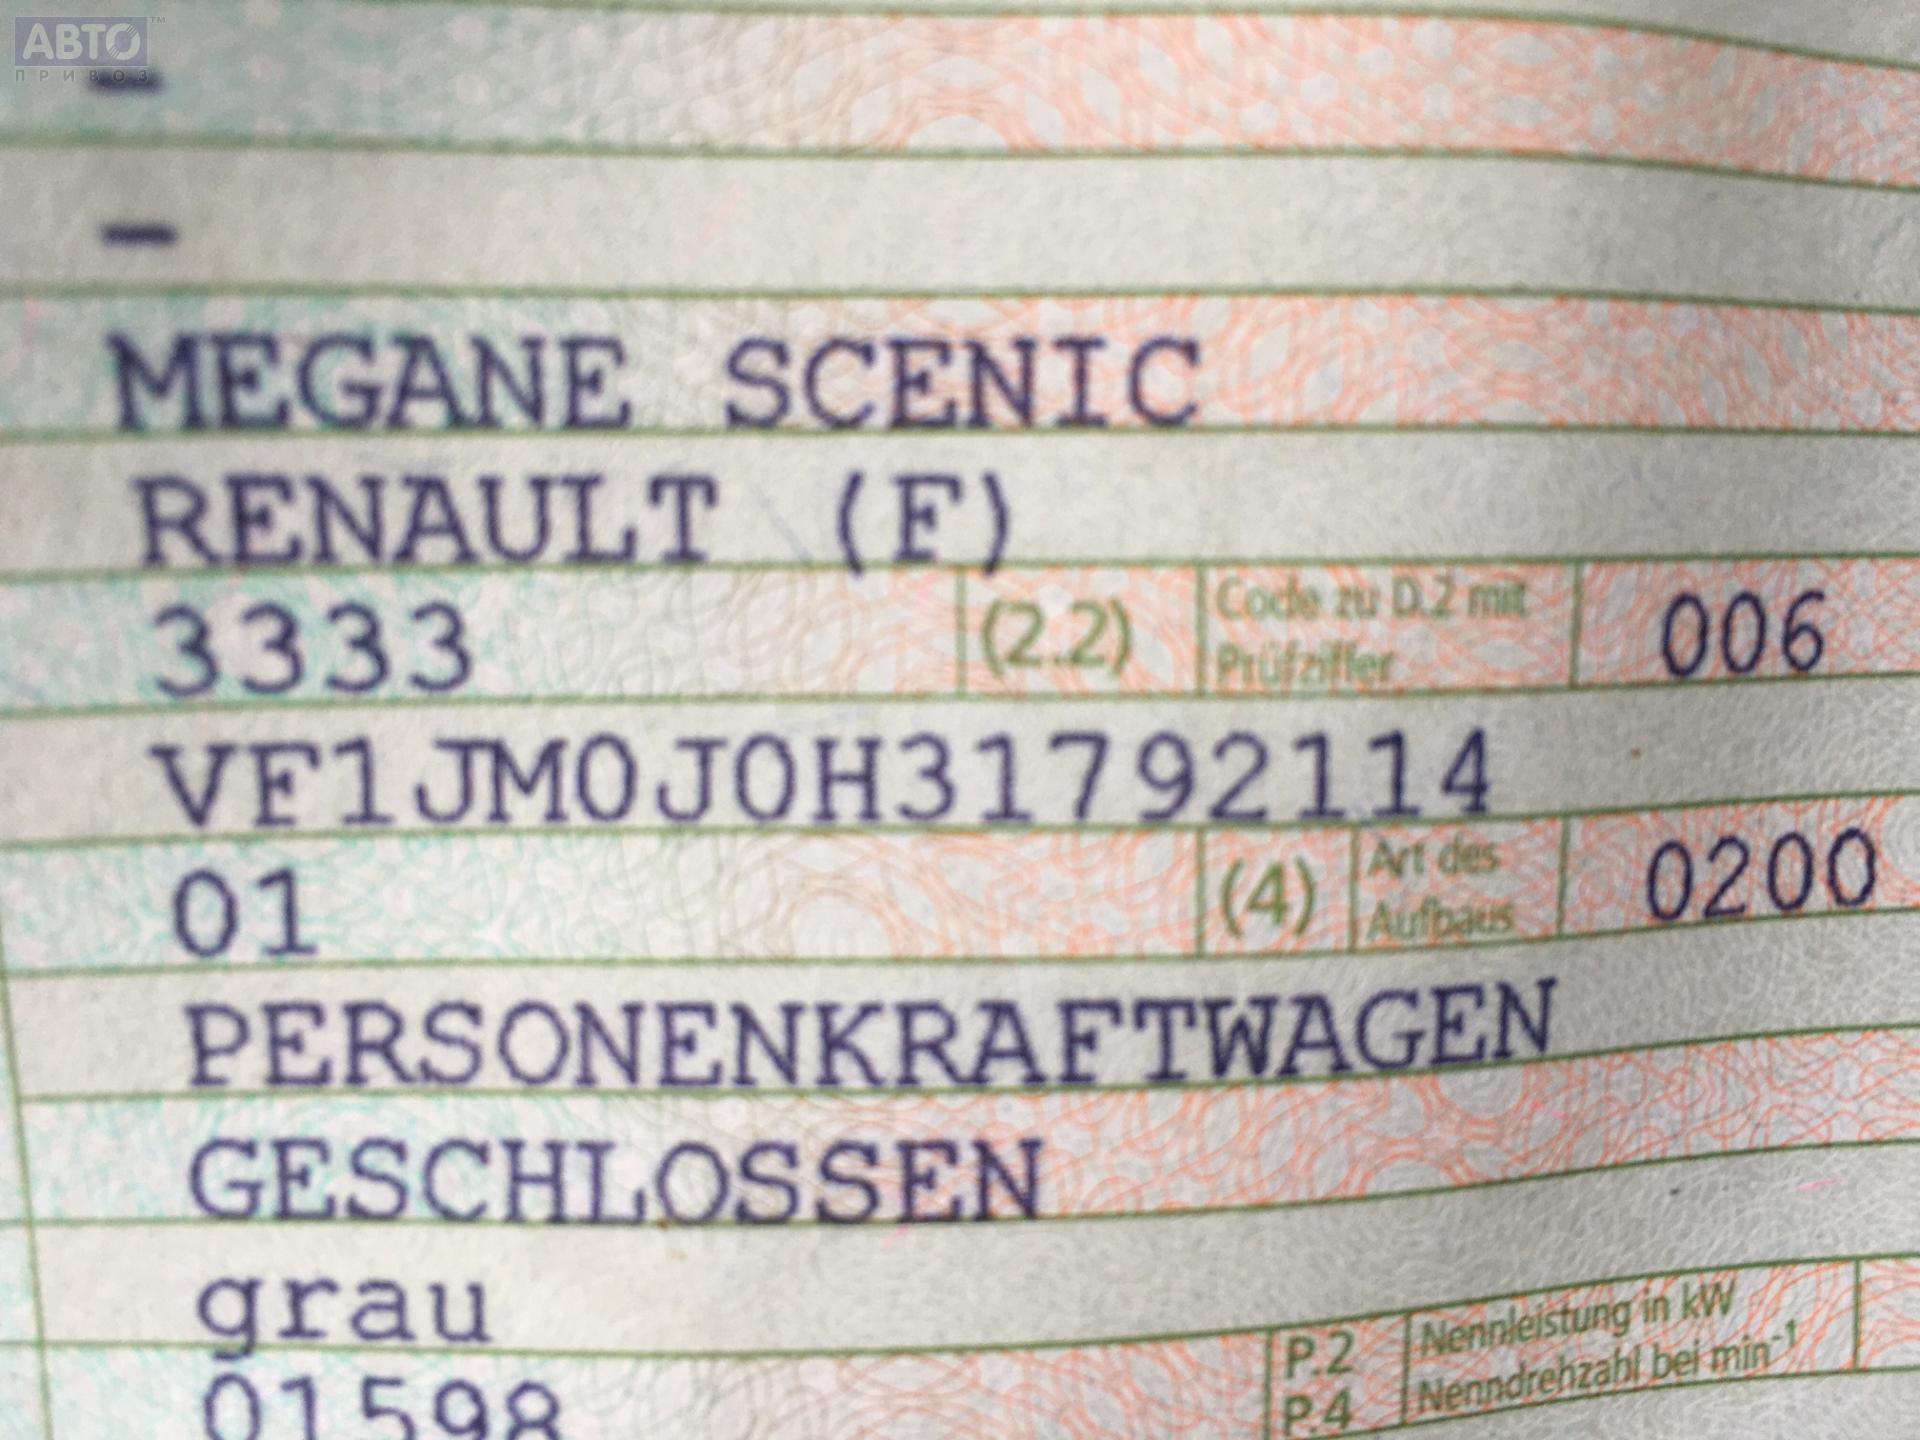 АВТО™
ПРИВОЗ
–
–
MEGANE SCENIC
RENAULT (F)
3333 (2.2) Code zu D.2 mit Prüfziffer 006
VF1JM0J0H31792114
01 (4) Art des Aufbaus 0200
PERSONENKRAFTWAGEN
GESCHLOSSEN
grau
01598
P.2 Nennleistung in kW
P.4 Nenndrehzahl bei min⁻¹